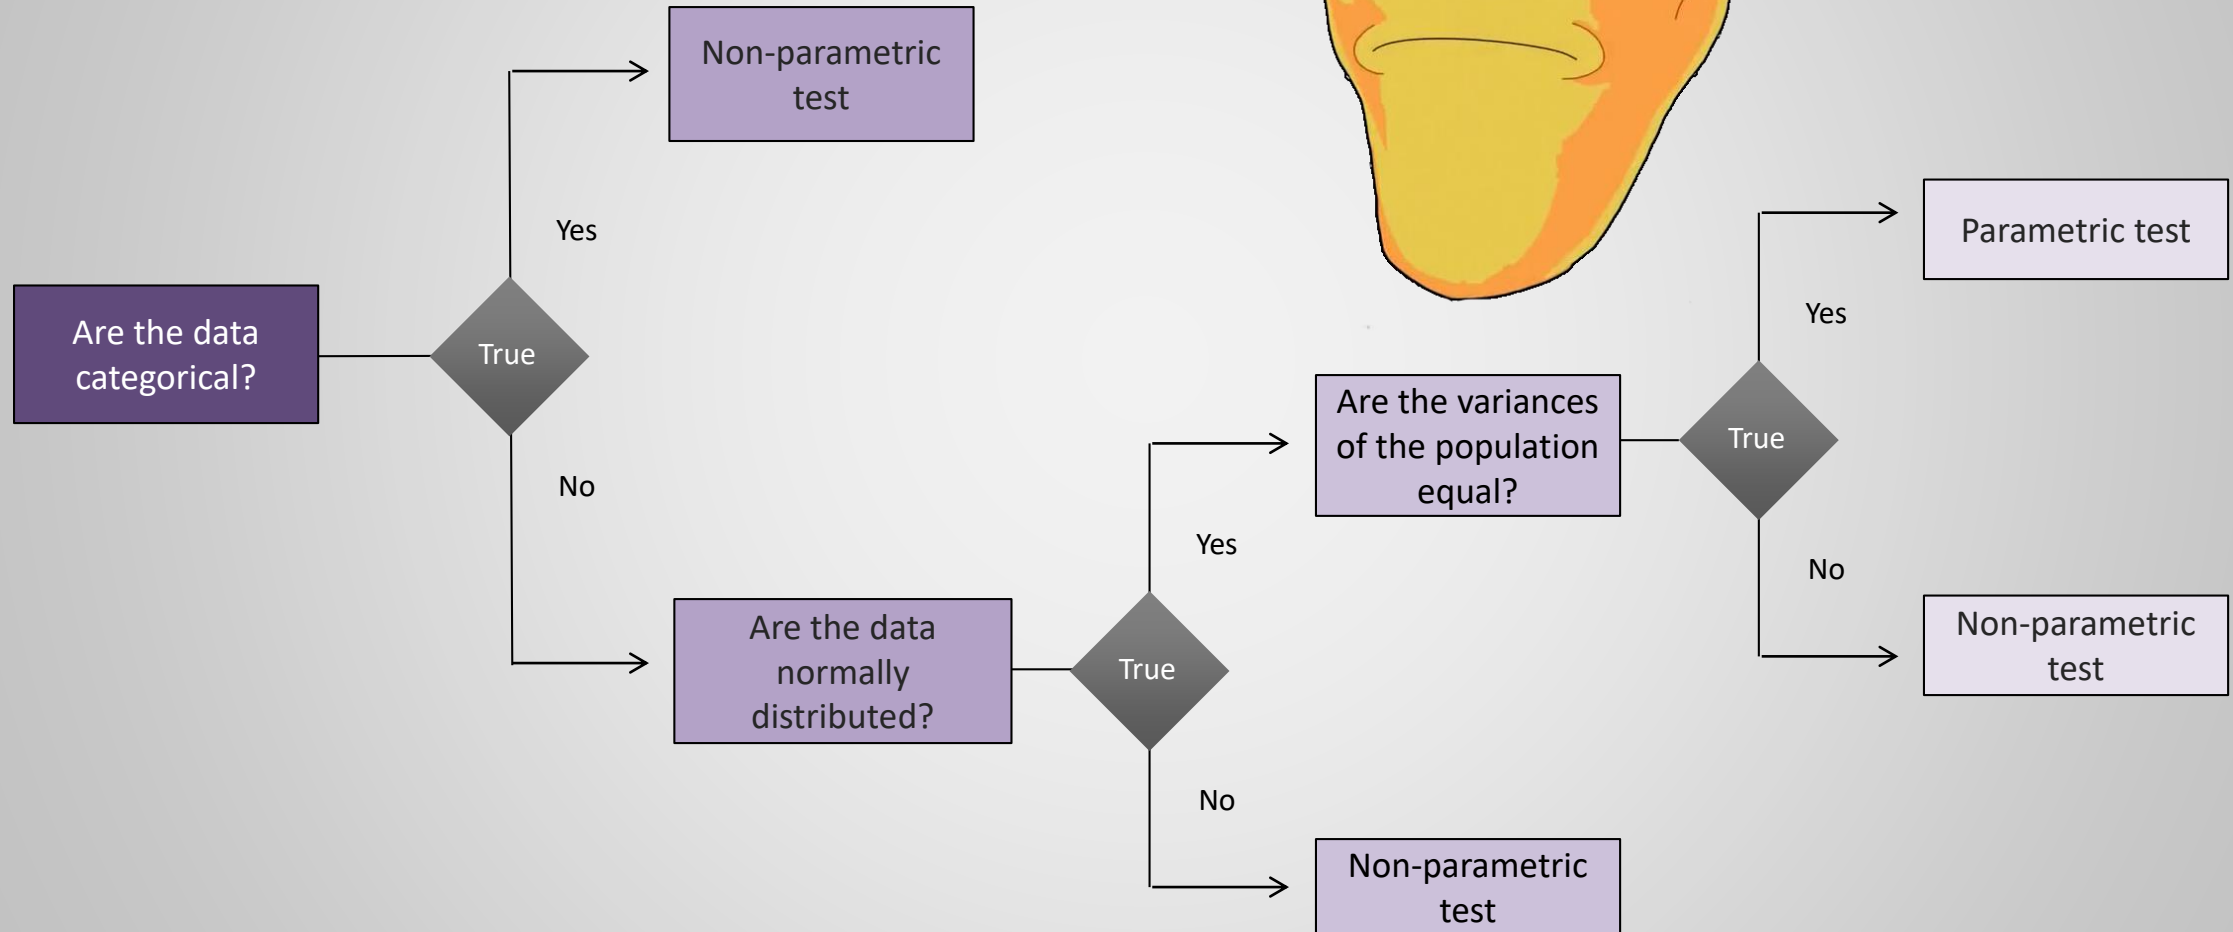 Non-parametric
test
Yes
Are the data
categorical?
True
No
Are the data
normally
distributed?
True
Yes
No
Are the variances
of the population
equal?
True
Non-parametric
test
Yes
No
Parametric test
Non-parametric
test